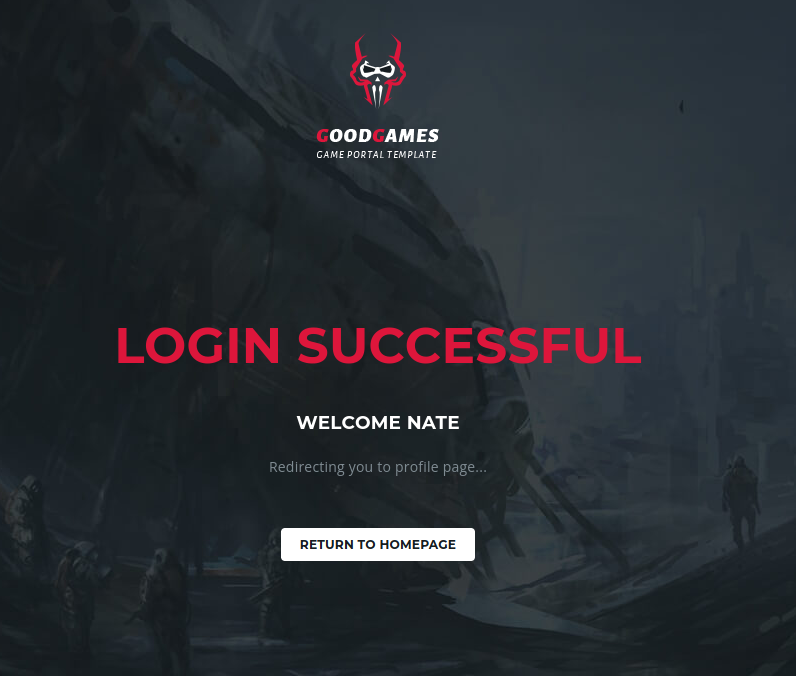 GOODGAMES
GAME PORTAL TEMPLATE
LOGIN SUCCESSFUL
WELCOME NATE
Redirecting you to profile page...
RETURN TO HOMEPAGE